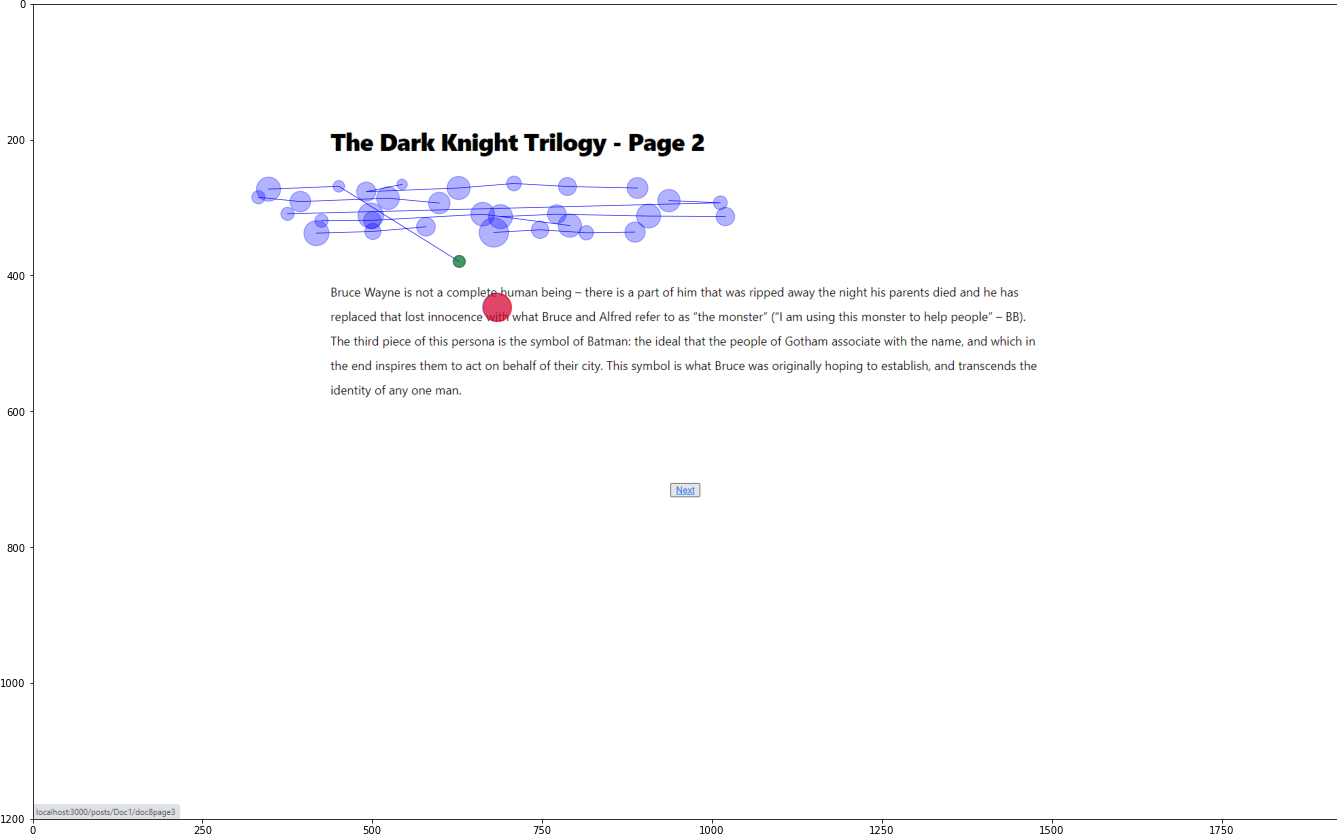 0
200
The Dark Knight Trilogy - Page 2
400
Bruce Wayne is not a complete human being – there is a part of him that was ripped away the night his parents died and he has
replaced that lost innocence with what Bruce and Alfred refer to as “the monster” (“I am using this monster to help people” – BB).
The third piece of this persona is the symbol of Batman: the ideal that the people of Gotham associate with the name, and which in
the end inspires them to act on behalf of their city. This symbol is what Bruce was originally hoping to establish, and transcends the
identity of any one man.
600
Next
800
1000
localhost:3000/posts/Doc1/doc8page3
1200
0 250 500 750 1000 1250 1500 1750